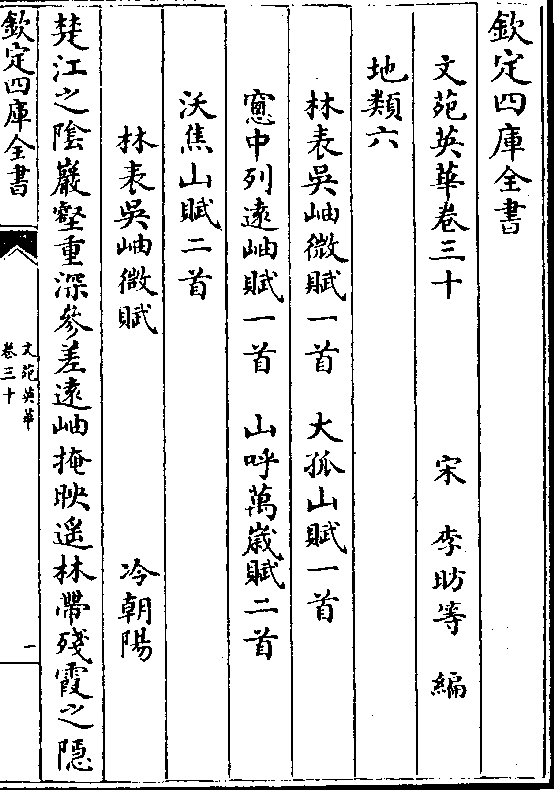 欽定四庫全書
文苑英華卷三十　宋　李昉等　編
地類六
林表吳岫微賦一首　大孤山賦一首
窻中列遠岫賦一首　山呼萬嵗賦二首
沃焦山賦二首
林表吳岫微賦　冷朝陽
楚江之隂巖壑重深參差遠岫掩映遥林帶殘霞之隱
欽定四庫全書
文苑英華
卷三十
一